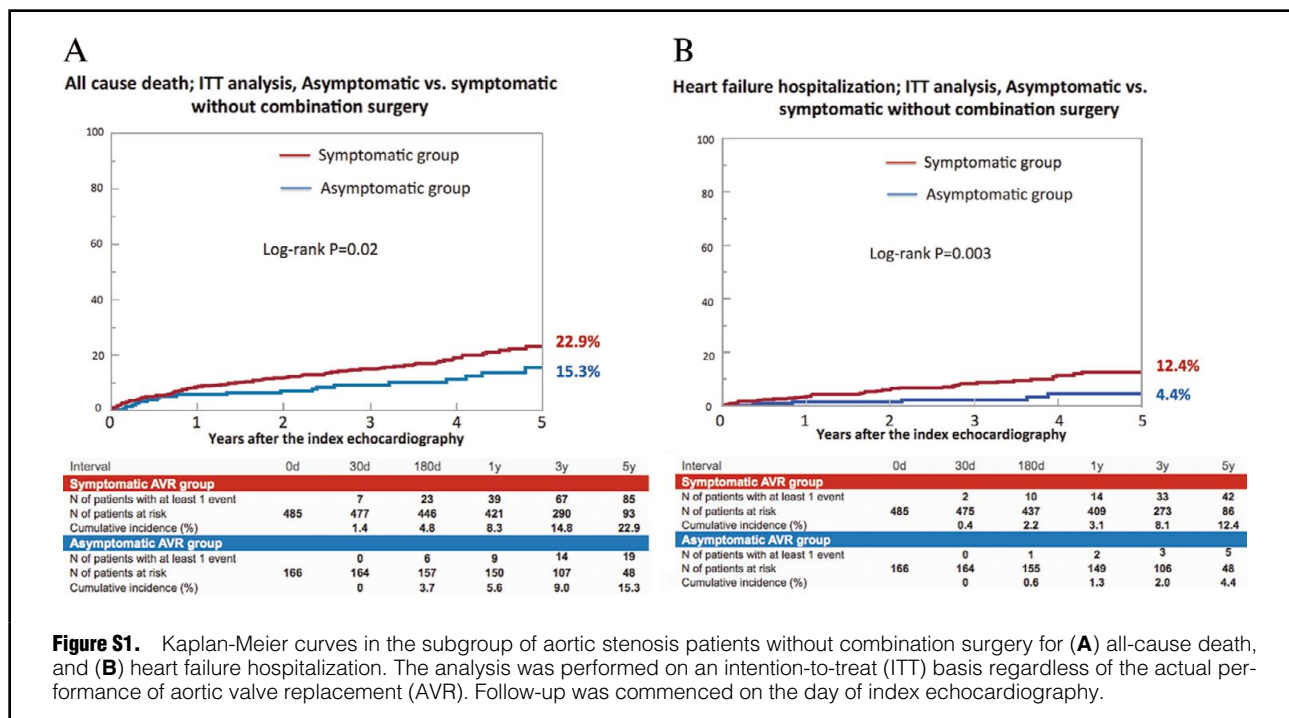 A
All cause death; ITT analysis, Asymptomatic vs. symptomatic
without combination surgery
100
80
60
40
20
0
Symptomatic group
Asymptomatic group
Log-rank P=0.02
22.9%
15.3%
0 1 2 3 4 5
Years after the index echocardiography
Interval 0d 30d 180d 1y 3y 5y
Symptomatic AVR group
N of patients with at least 1 event 7 23 39 67 85
N of patients at risk 485 477 446 421 290 93
Cumulative incidence (%) 1.4 4.8 8.3 14.8 22.9
Asymptomatic AVR group
N of patients with at least 1 event 0 6 9 14 19
N of patients at risk 166 164 157 150 107 48
Cumulative incidence (%) 0 3.7 5.6 9.0 15.3
B
Heart failure hospitalization; ITT analysis, Asymptomatic vs.
symptomatic without combination surgery
100
80
60
40
20
0
Symptomatic group
Asymptomatic group
Log-rank P=0.003
12.4%
4.4%
0 1 2 3 4 5
Years after the index echocardiography
Interval 0d 30d 180d 1y 3y 5y
Symptomatic AVR group
N of patients with at least 1 event 2 10 14 33 42
N of patients at risk 485 475 437 409 273 86
Cumulative incidence (%) 0.4 2.2 3.1 8.1 12.4
Asymptomatic AVR group
N of patients with at least 1 event 0 1 2 3 5
N of patients at risk 166 164 155 149 106 48
Cumulative incidence (%) 0 0.6 1.3 2.0 4.4
Figure S1. Kaplan-Meier curves in the subgroup of aortic stenosis patients without combination surgery for (A) all-cause death,
and (B) heart failure hospitalization. The analysis was performed on an intention-to-treat (ITT) basis regardless of the actual per-
formance of aortic valve replacement (AVR). Follow-up was commenced on the day of index echocardiography.